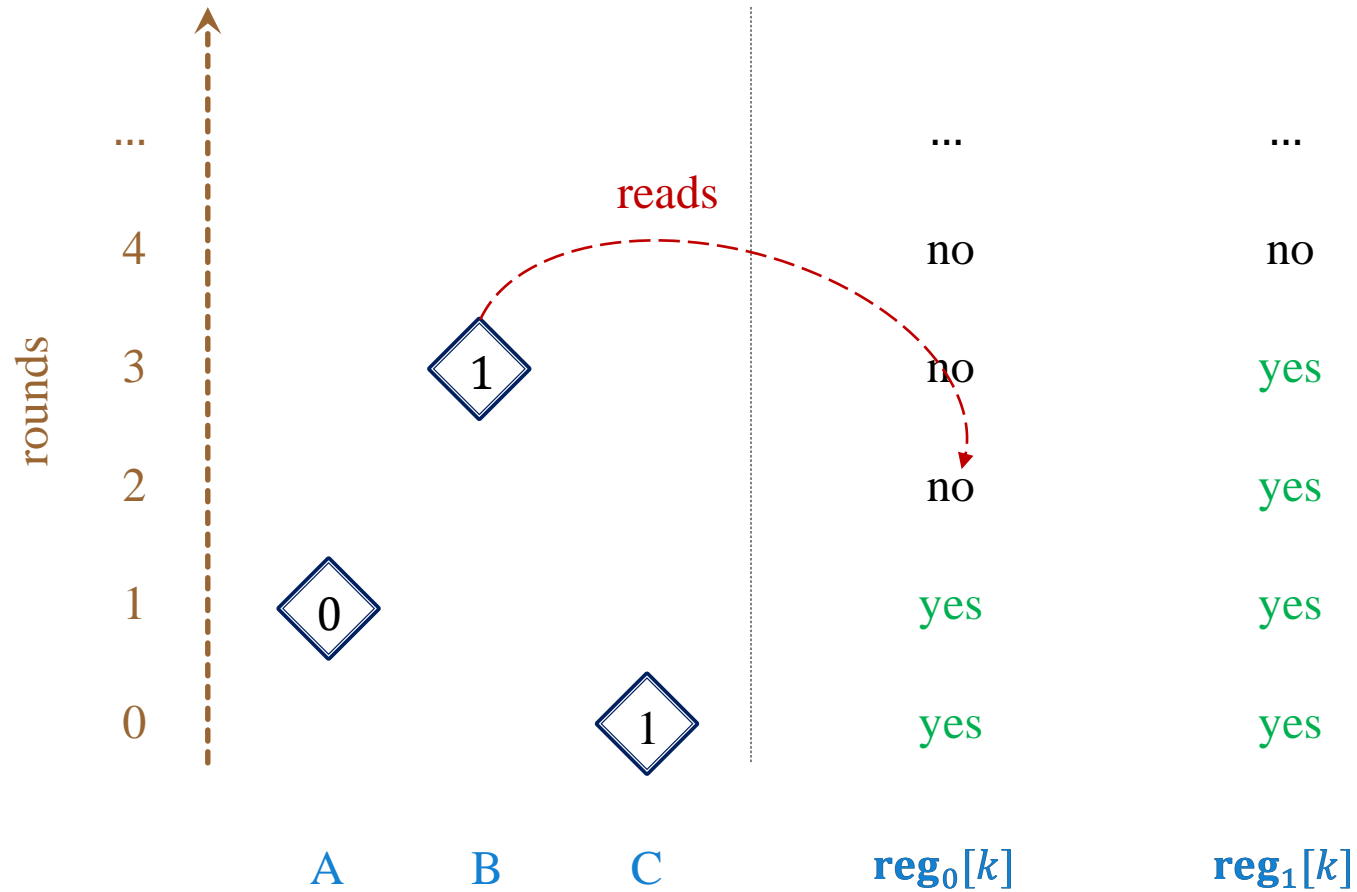 ... ... ...
reads
4 no no
rounds
3 1 no yes
2 no yes
1 0 yes yes
0 1 yes yes
A B C reg₀[k] reg₁[k]